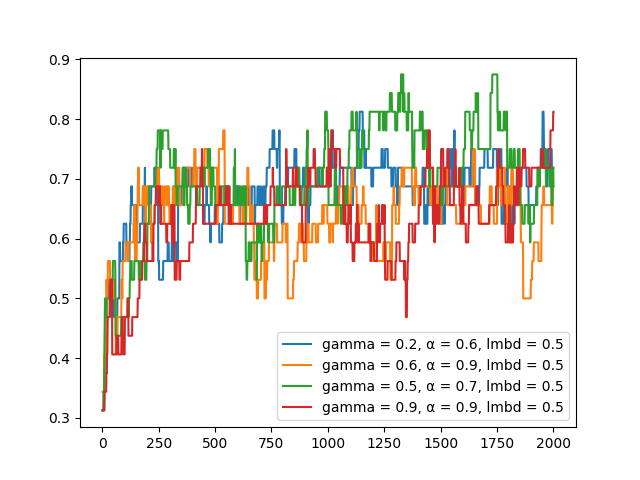 0.9
0.8
0.7
0.6
0.5
0.4
0.3
gamma = 0.2, α = 0.6, lmbd = 0.5
gamma = 0.6, α = 0.9, lmbd = 0.5
gamma = 0.5, α = 0.7, lmbd = 0.5
gamma = 0.9, α = 0.9, lmbd = 0.5
0 250 500 750 1000 1250 1500 1750 2000